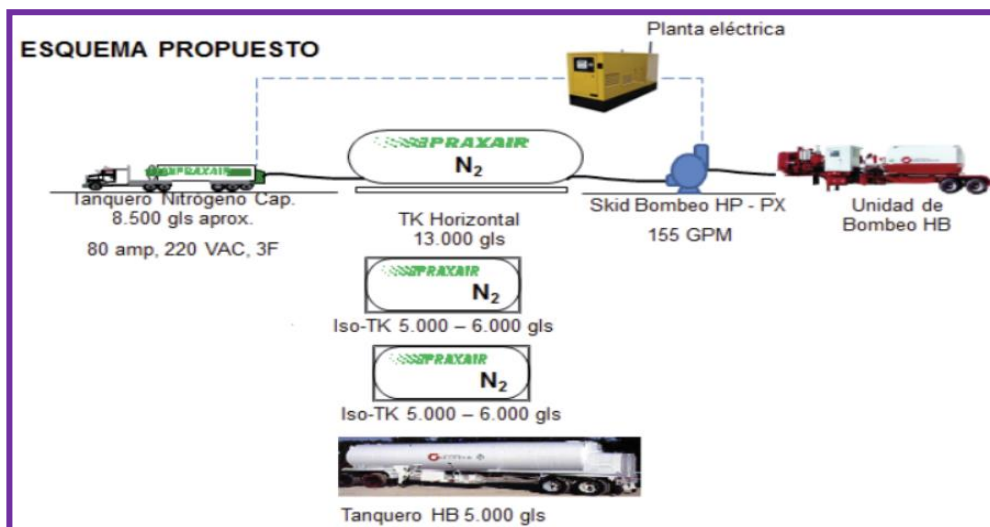 ESQUEMA PROPUESTO
Planta eléctrica
PRAXAIR
PRAXAIR
N₂
Tanquero Nitrógeno Cap.
8.500 gls aprox.
80 amp, 220 VAC, 3F
TK Horizontal
13.000 gls
Skid Bombeo HP - PX
155 GPM
Unidad de
Bombeo HB
PRAXAIR
N₂
Iso-TK 5.000 – 6.000 gls
PRAXAIR
N₂
Iso-TK 5.000 – 6.000 gls
Tanquero HB 5.000 gls